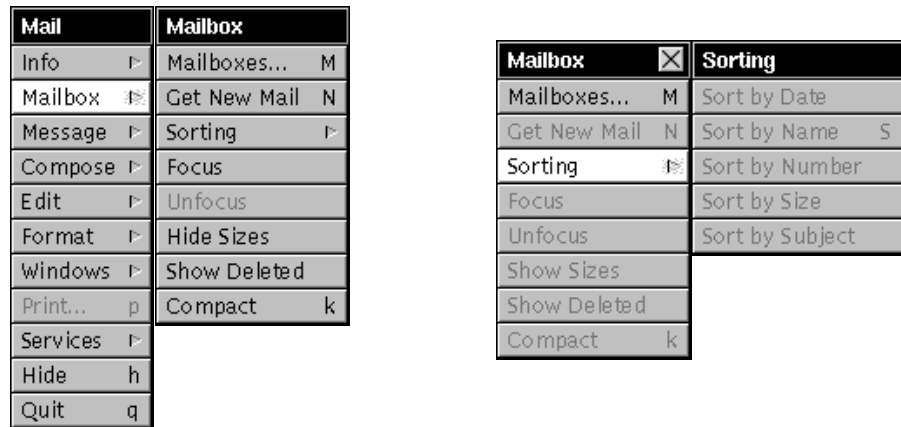 Mail
Info
Mailbox
Message
Compose
Edit
Format
Windows
Print... p
Services
Hide h
Quit q
Mailbox
Mailboxes... M
Get New Mail N
Sorting
Focus
Unfocus
Hide Sizes
Show Deleted
Compact k
Mailbox
Mailboxes... M
Get New Mail N
Sorting
Focus
Unfocus
Show Sizes
Show Deleted
Compact k
Sorting
Sort by Date
Sort by Name S
Sort by Number
Sort by Size
Sort by Subject